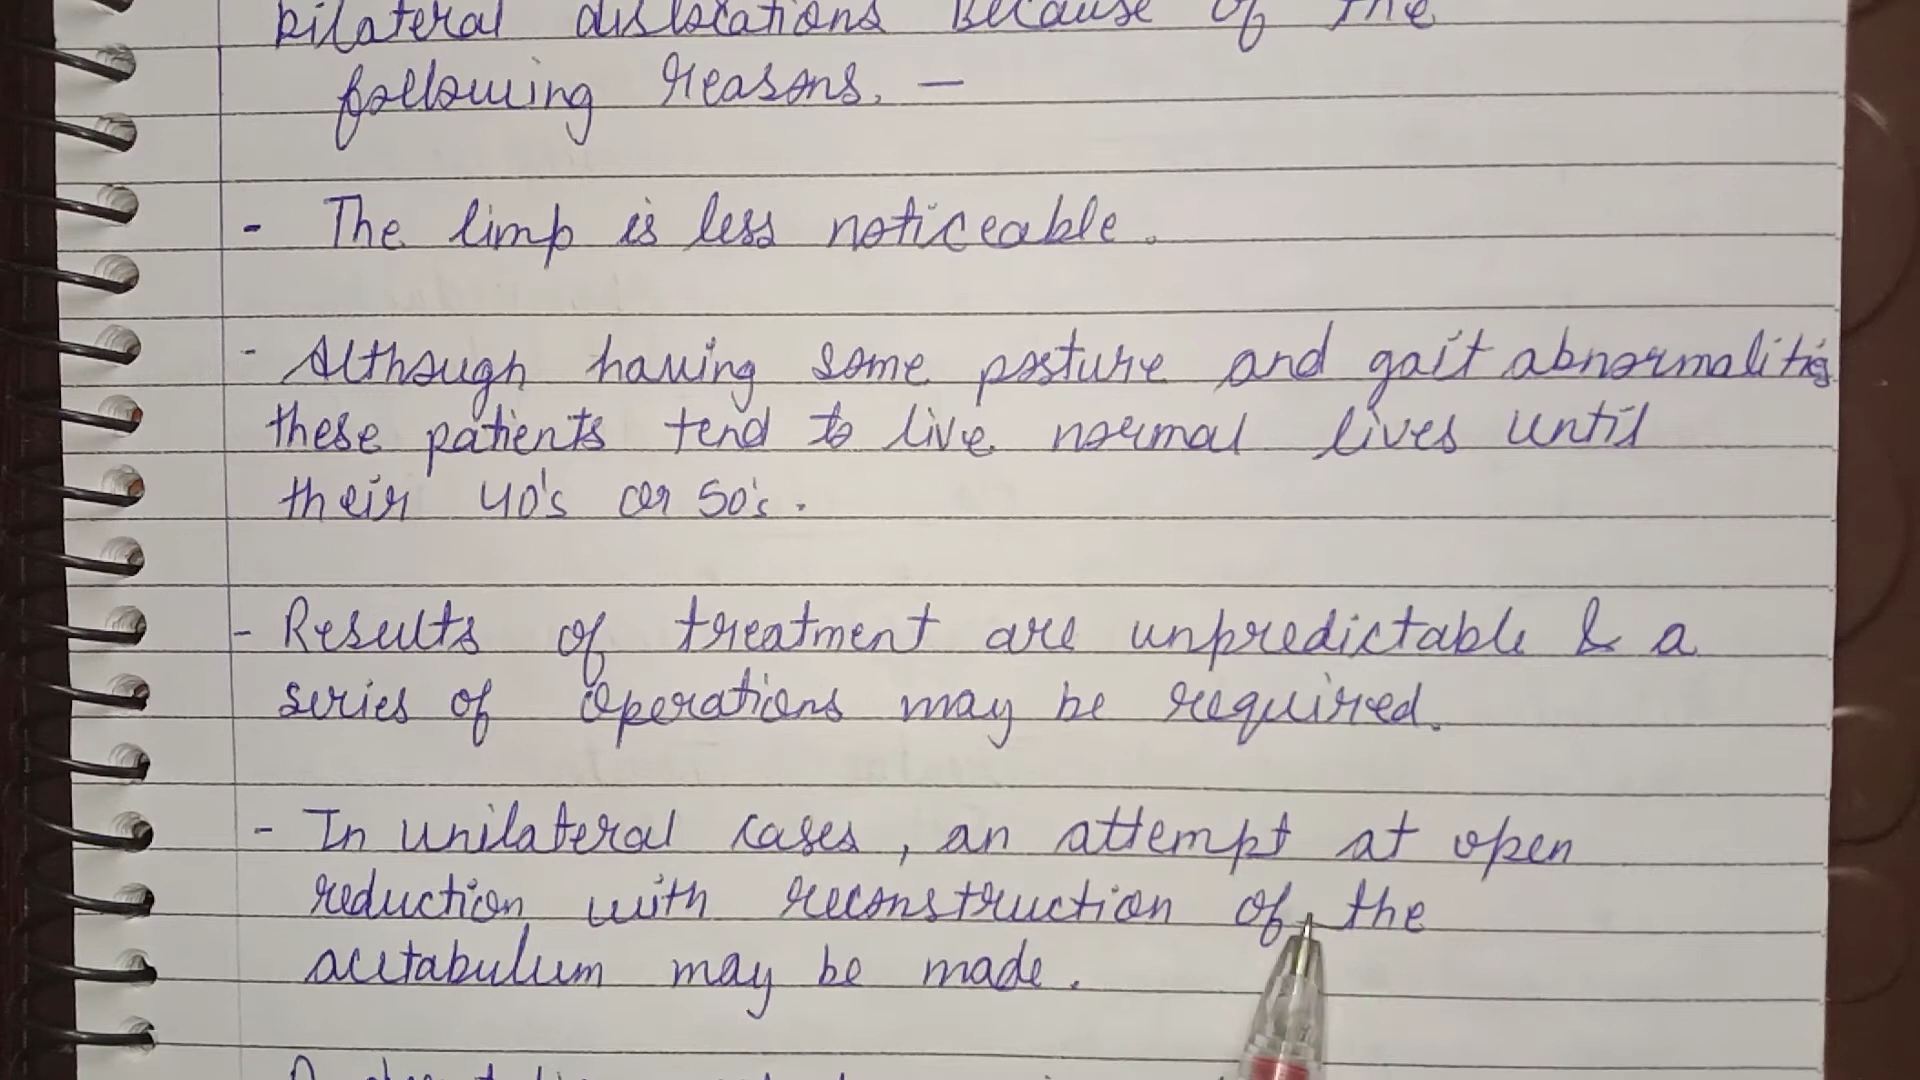 bilateral dislocations because of the
following reasons. —
- The limp is less noticeable.
- Although having some posture and gait abnormalities
these patients tend to live normal lives until
their 40's or 50's.
- Results of treatment are unpredictable & a
series of operations may be required.
- In unilateral cases, an attempt at open
reduction with reconstruction of the
acetabulum may be made.